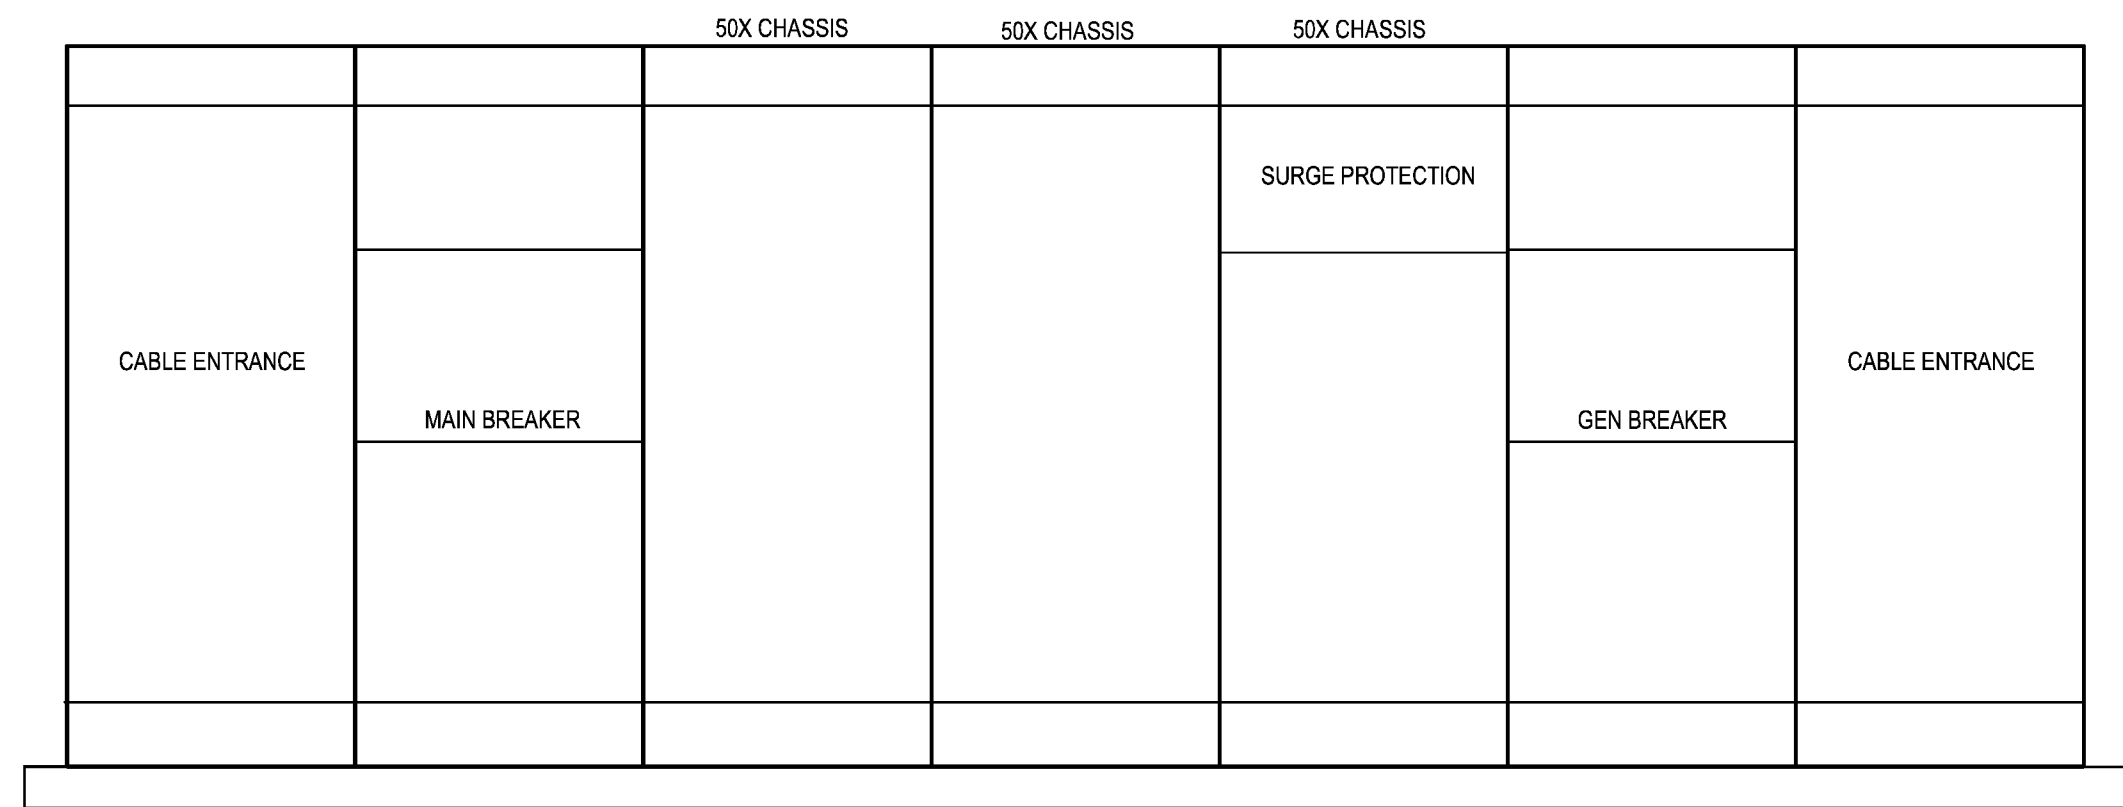 50X CHASSIS
50X CHASSIS
50X CHASSIS
SURGE PROTECTION
CABLE ENTRANCE
CABLE ENTRANCE
MAIN BREAKER
GEN BREAKER